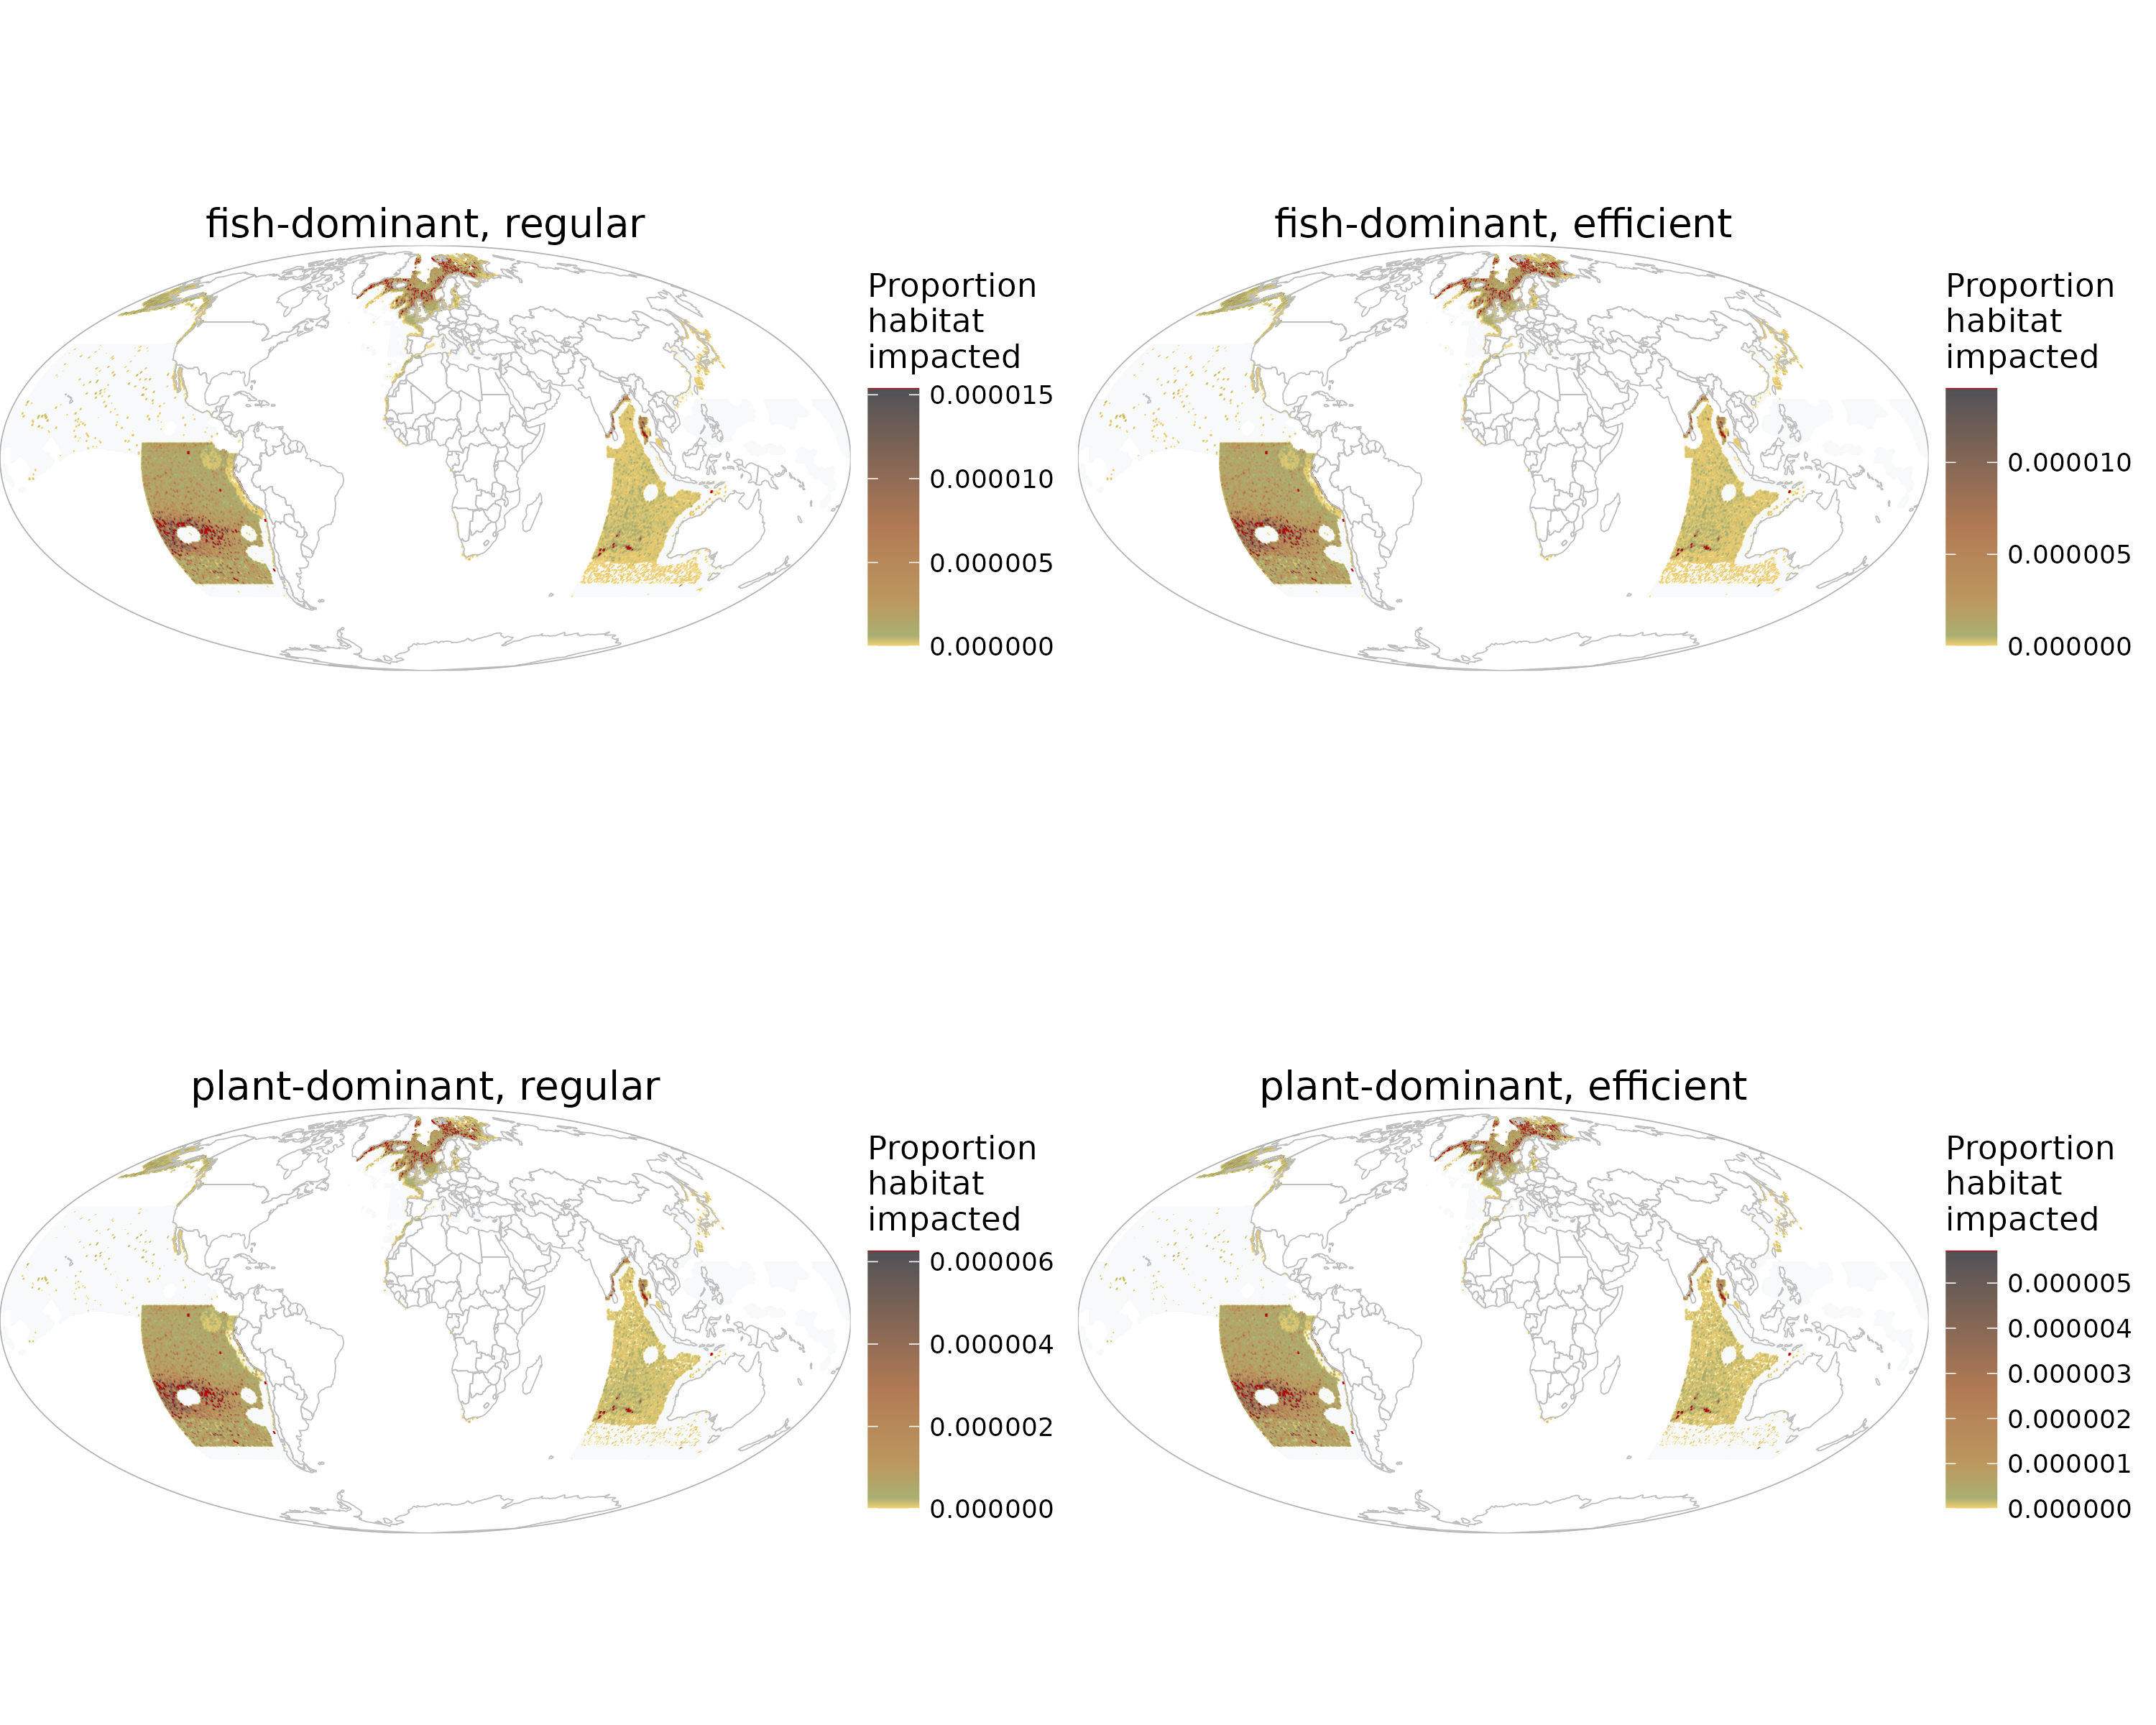 fish-dominant, regular
Proportion
habitat
impacted
0.000015
0.000010
0.000005
0.000000
fish-dominant, efficient
Proportion
habitat
impacted
0.000010
0.000005
0.000000
plant-dominant, regular
Proportion
habitat
impacted
0.000006
0.000004
0.000002
0.000000
plant-dominant, efficient
Proportion
habitat
impacted
0.000005
0.000004
0.000003
0.000002
0.000001
0.000000